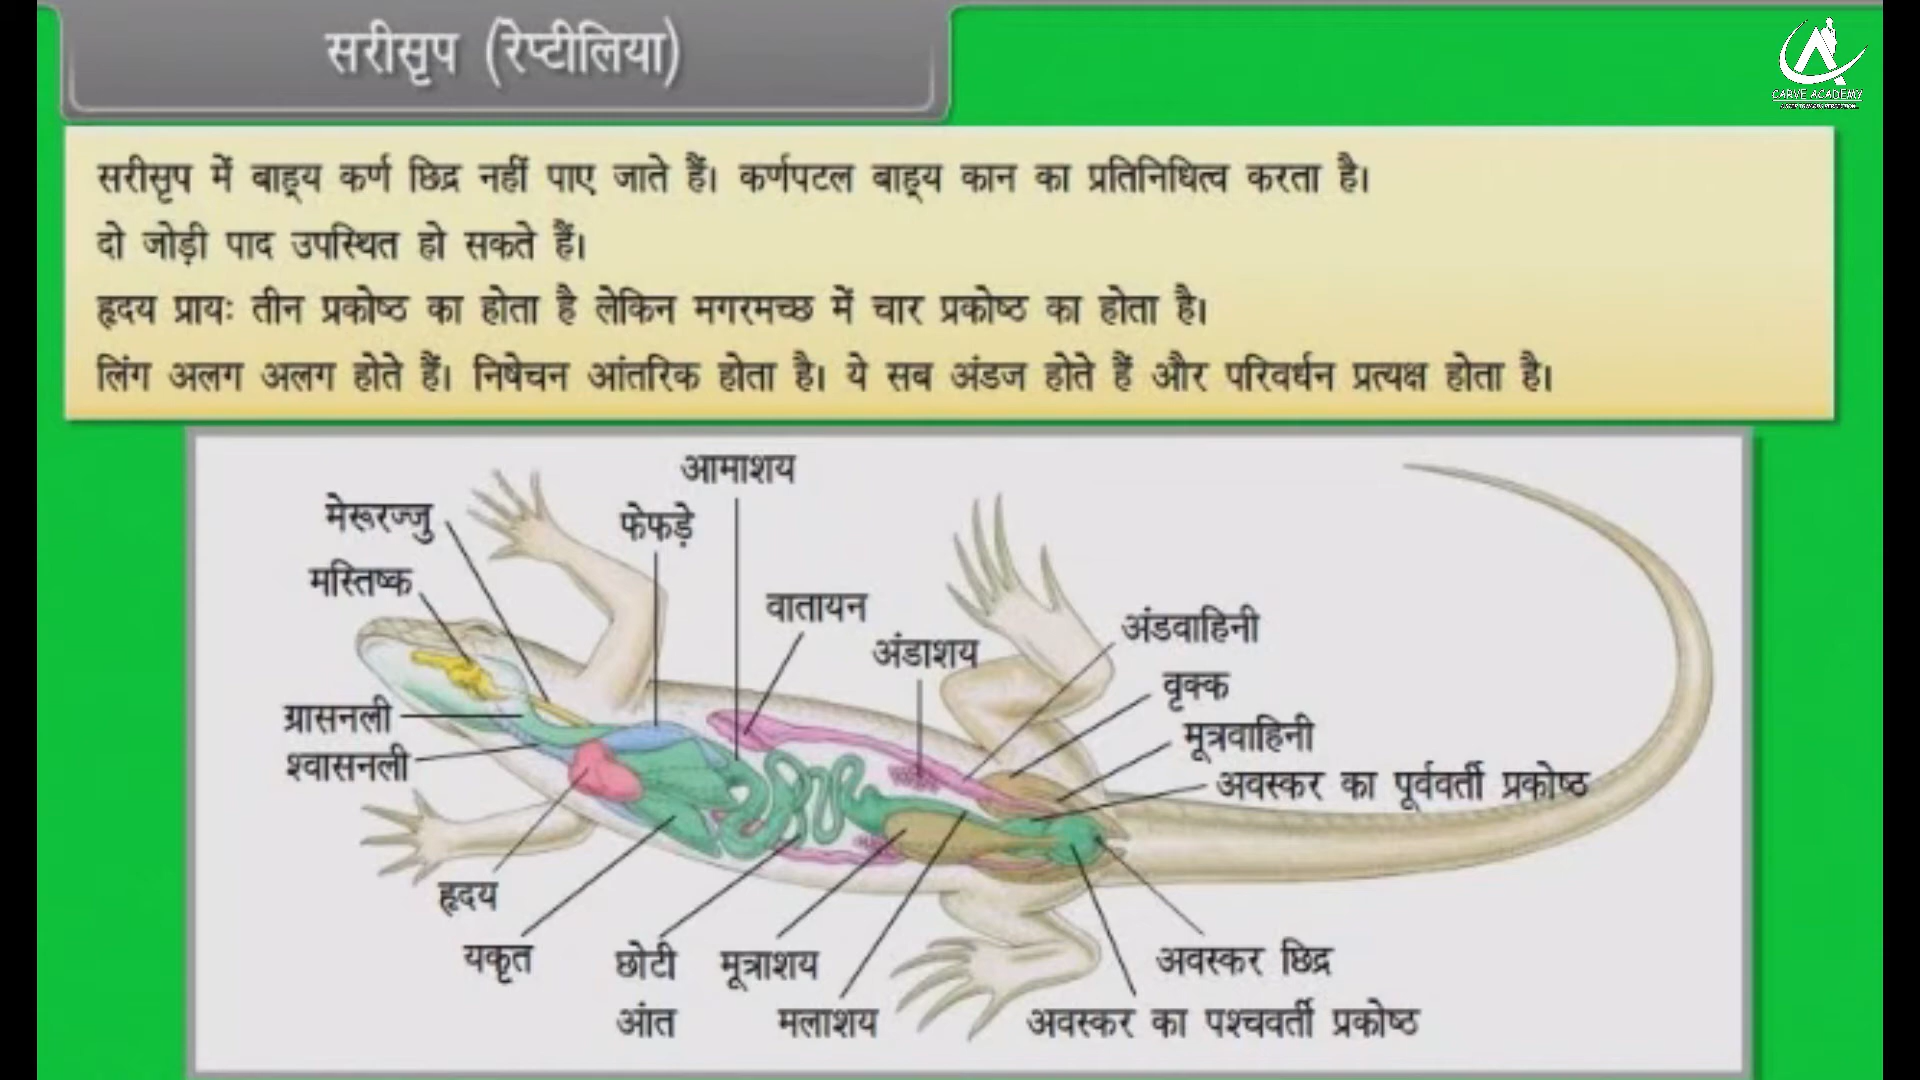 सरीसृप (रेप्टीलिया)
CARVE ACADEMY
सरीसृप में बाह्य कर्ण छिद्र नहीं पाए जाते हैं। कर्णपटल बाह्य कान का प्रतिनिधित्व करता है।
दो जोड़ी पाद उपस्थित हो सकते हैं।
हृदय प्रायः तीन प्रकोष्ठ का होता है लेकिन मगरमच्छ में चार प्रकोष्ठ का होता है।
लिंग अलग अलग होते हैं। निषेचन आंतरिक होता है। ये सब अंडज होते हैं और परिवर्धन प्रत्यक्ष होता है।
आमाशय
मेरूरज्जु
फेफड़े
मस्तिष्क
वातायन
अंडाशय
अंडवाहिनी
वृक्क
ग्रासनली
मूत्रवाहिनी
श्वासनली
अवस्कर का पूर्ववर्ती प्रकोष्ठ
हृदय
यकृत
छोटी
आंत
मूत्राशय
मलाशय
अवस्कर छिद्र
अवस्कर का पश्चवर्ती प्रकोष्ठ